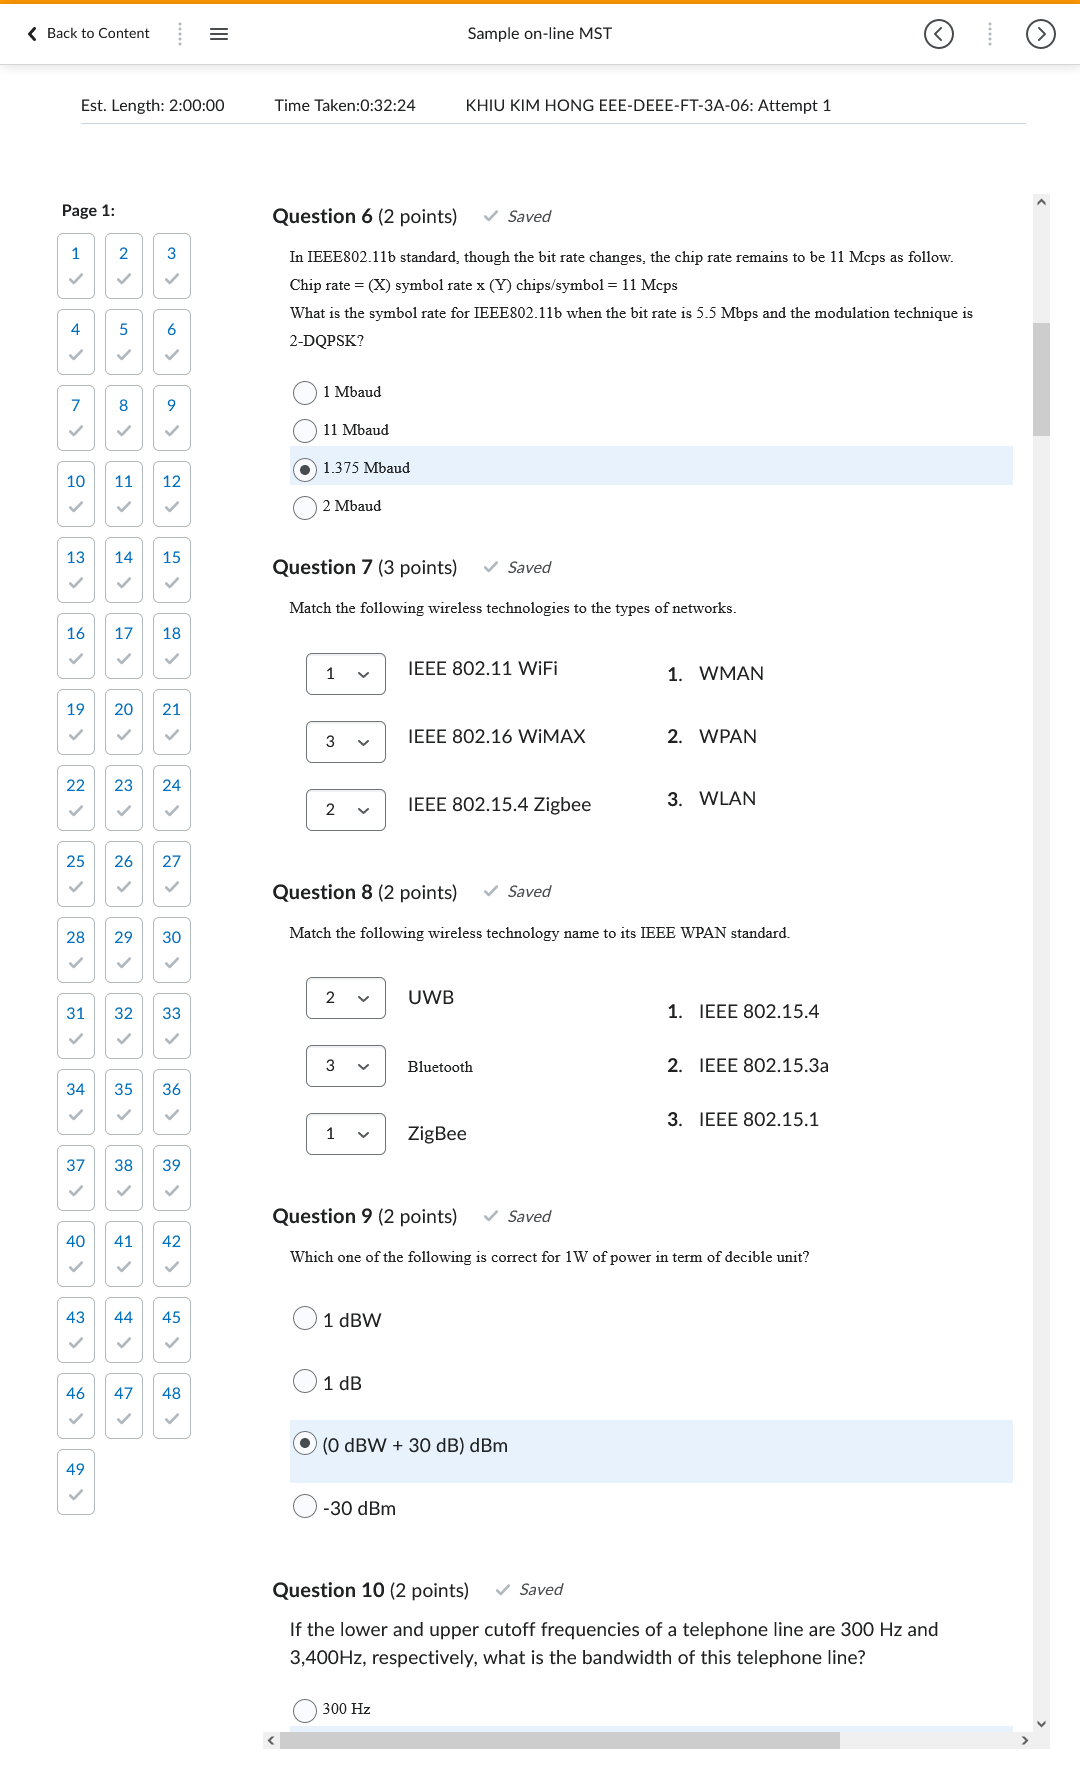 Back to Content
Sample on-line MST
Est. Length: 2:00:00 Time Taken:0:32:24 KHIU KIM HONG EEE-DEEE-FT-3A-06: Attempt 1
Page 1:
1 2 3
4 5 6
7 8 9
10 11 12
13 14 15
16 17 18
19 20 21
22 23 24
25 26 27
28 29 30
31 32 33
34 35 36
37 38 39
40 41 42
43 44 45
46 47 48
49
Question 6 (2 points) Saved
In IEEE802.11b standard, though the bit rate changes, the chip rate remains to be 11 Mcps as follow.
Chip rate = (X) symbol rate x (Y) chips/symbol = 11 Mcps
What is the symbol rate for IEEE802.11b when the bit rate is 5.5 Mbps and the modulation technique is
2-DQPSK?
1 Mbaud
11 Mbaud
1.375 Mbaud
2 Mbaud
Question 7 (3 points) Saved
Match the following wireless technologies to the types of networks.
1 IEEE 802.11 WiFi
3 IEEE 802.16 WiMAX
2 IEEE 802.15.4 Zigbee
1. WMAN
2. WPAN
3. WLAN
Question 8 (2 points) Saved
Match the following wireless technology name to its IEEE WPAN standard.
2 UWB
3 Bluetooth
1 ZigBee
1. IEEE 802.15.4
2. IEEE 802.15.3a
3. IEEE 802.15.1
Question 9 (2 points) Saved
Which one of the following is correct for 1W of power in term of decible unit?
1 dBW
1 dB
(0 dBW + 30 dB) dBm
-30 dBm
Question 10 (2 points) Saved
If the lower and upper cutoff frequencies of a telephone line are 300 Hz and
3,400Hz, respectively, what is the bandwidth of this telephone line?
300 Hz